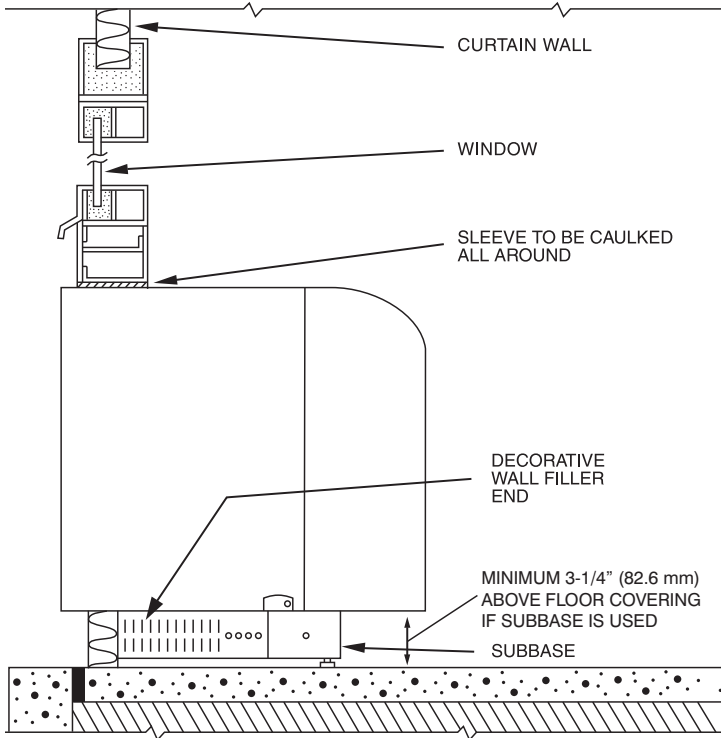 CURTAIN WALL
WINDOW
SLEEVE TO BE CAULKED
ALL AROUND
DECORATIVE
WALL FILLER
END
MINIMUM 3-1/4” (82.6 mm)
ABOVE FLOOR COVERING
IF SUBBASE IS USED
SUBBASE